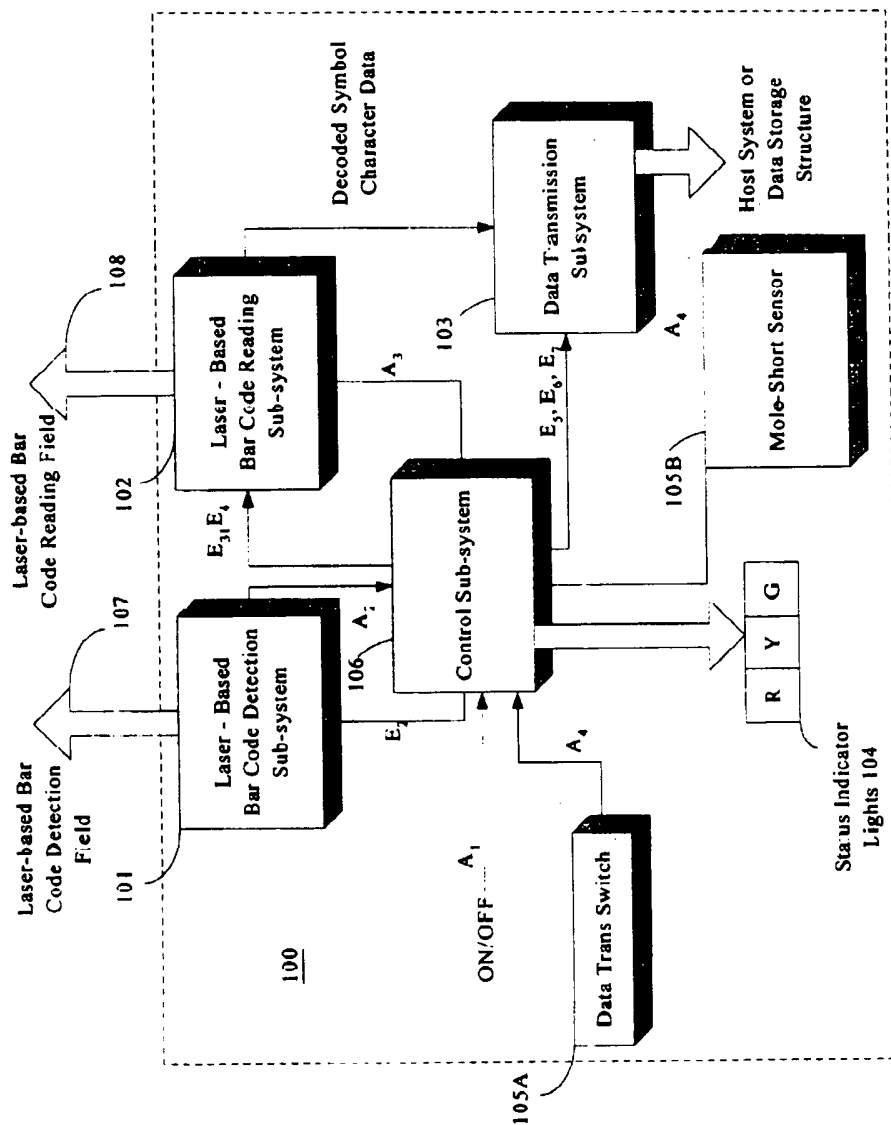 Laser-based Bar
Code Detection
Field
107
Laser-based Bar
Code Reading Field
108
101
Laser - Based
Bar Code Detection
Sub-system
102
Laser - Based
Bar Code Reading
Sub-system
Decoded Symbol
Character Data
100
E2
A2
E31E4
A3
106
Control Sub-system
ON/OFF
A1
A4
E5, E6, E7
103
Data Transmission
Subsystem
105A
Data Trans Switch
Status Indicator
Lights 104
R
Y
G
105B
A4
Mole-Short Sensor
Host System or
Data Storage
Structure